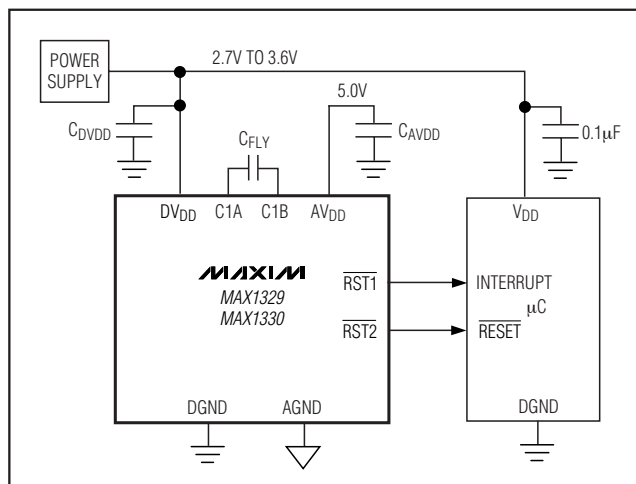 POWER
SUPPLY
2.7V TO 3.6V
5.0V
CDVDD
CFLY
CAVDD
0.1µF
DVDD
C1A
C1B
AVDD
VDD
MAXIM
MAX1329
MAX1330
RST1
INTERRUPT
µC
RST2
RESET
DGND
AGND
DGND